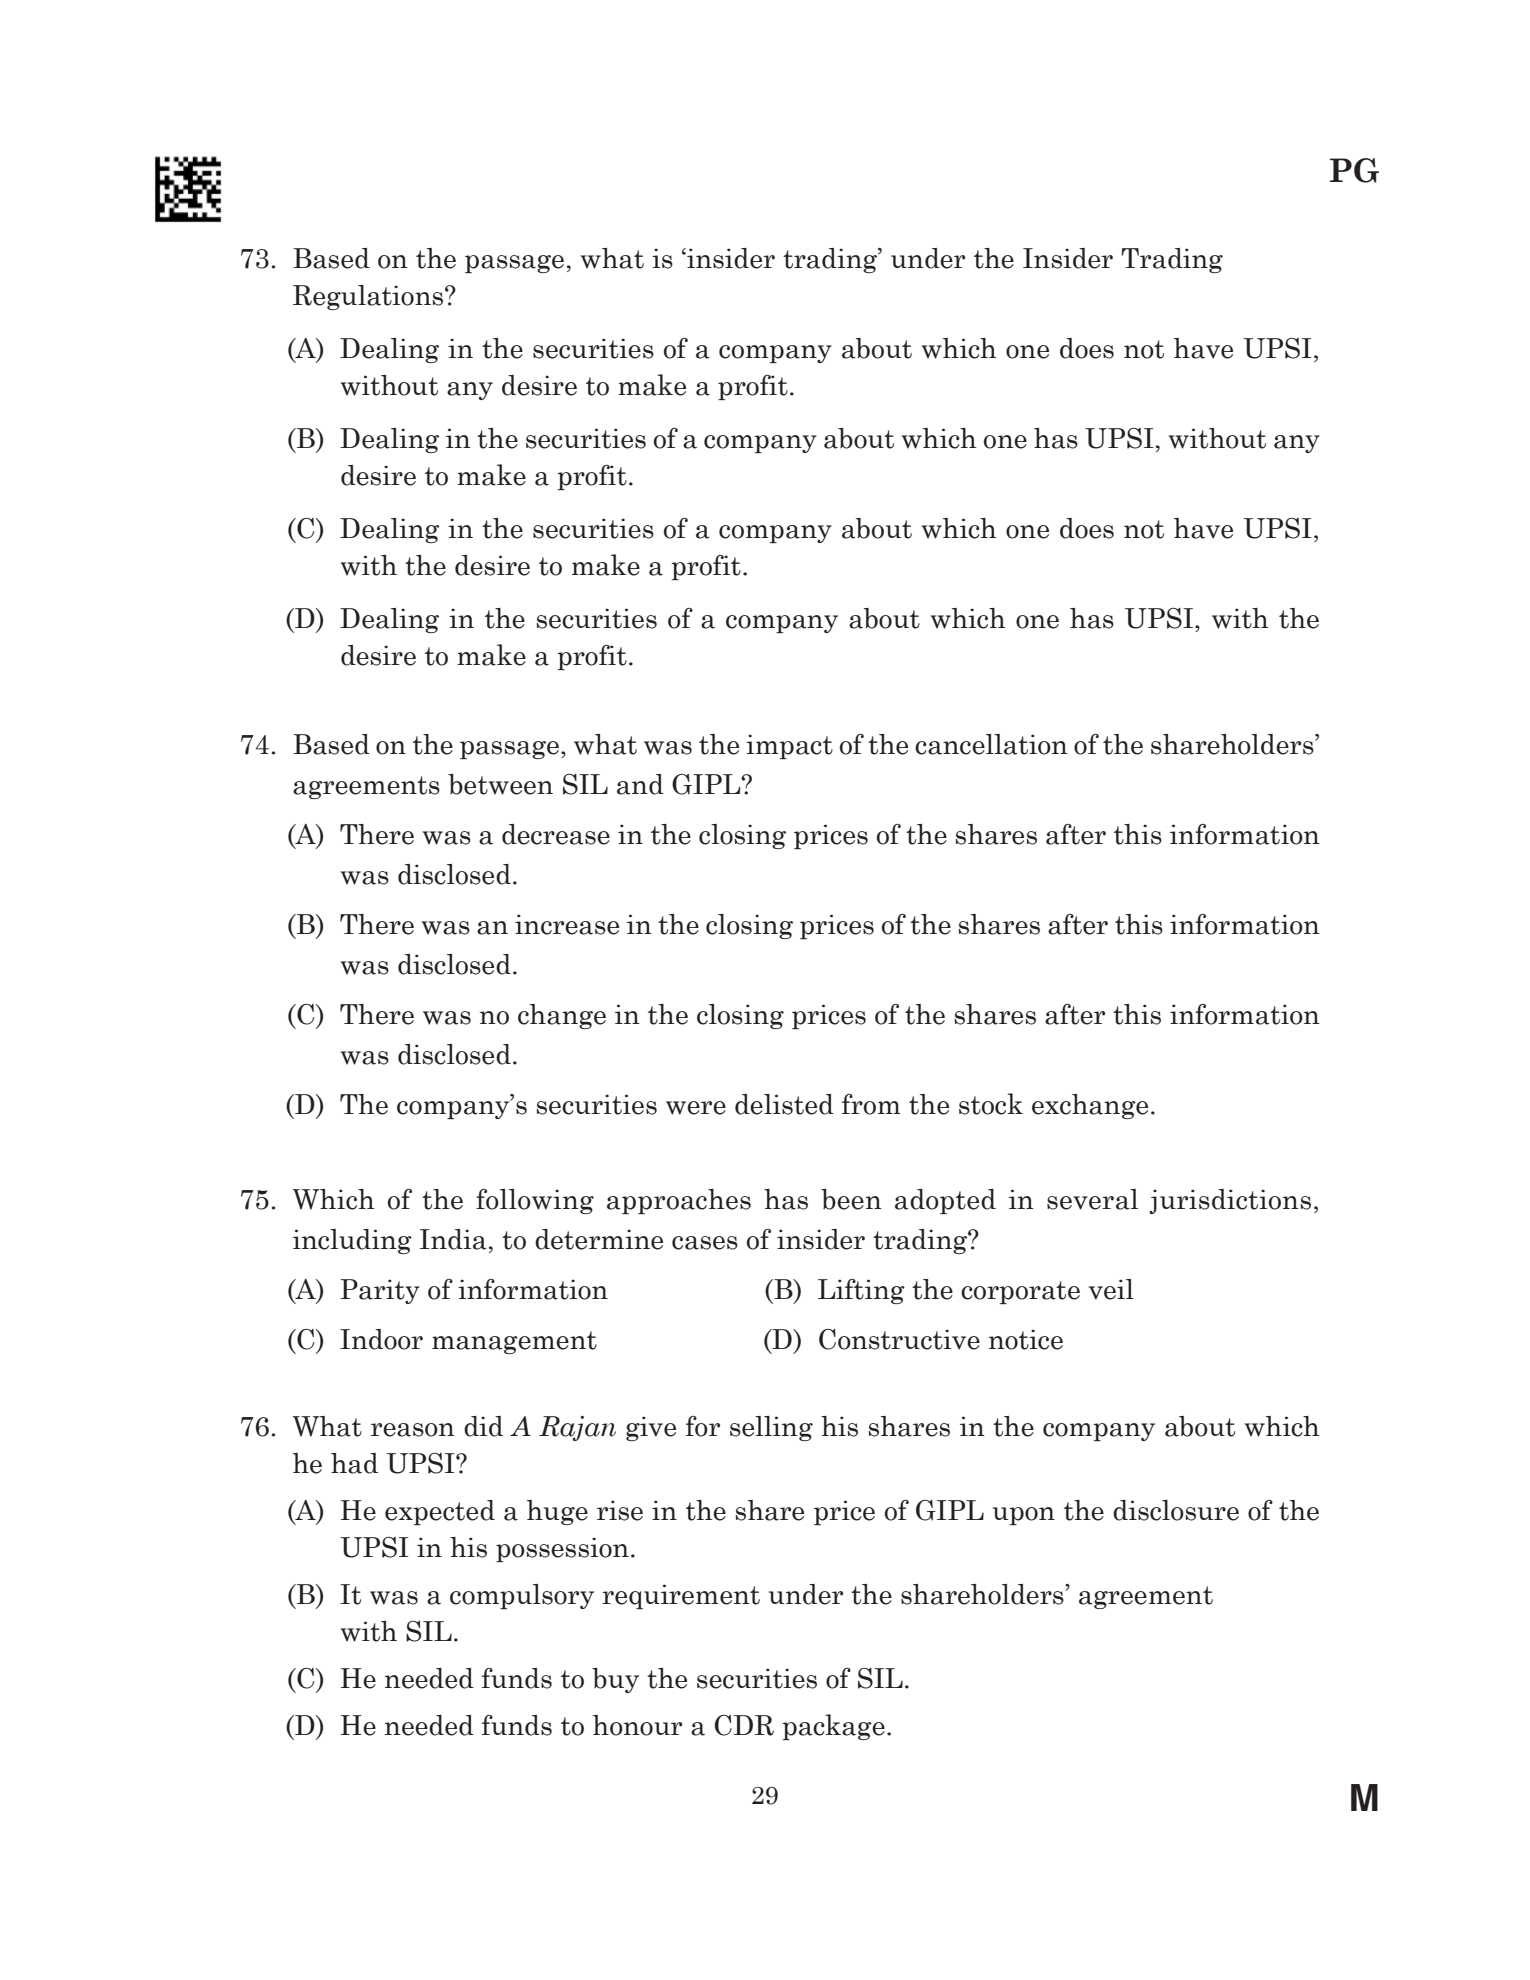 PG
73. Based on the passage, what is ‘insider trading’ under the Insider Trading
Regulations?
(A) Dealing in the securities of a company about which one does not have UPSI,
without any desire to make a profit.
(B) Dealing in the securities of a company about which one has UPSI, without any
desire to make a profit.
(C) Dealing in the securities of a company about which one does not have UPSI,
with the desire to make a profit.
(D) Dealing in the securities of a company about which one has UPSI, with the
desire to make a profit.
74. Based on the passage, what was the impact of the cancellation of the shareholders’
agreements between SIL and GIPL?
(A) There was a decrease in the closing prices of the shares after this information
was disclosed.
(B) There was an increase in the closing prices of the shares after this information
was disclosed.
(C) There was no change in the closing prices of the shares after this information
was disclosed.
(D) The company’s securities were delisted from the stock exchange.
75. Which of the following approaches has been adopted in several jurisdictions,
including India, to determine cases of insider trading?
(A) Parity of information (B) Lifting the corporate veil
(C) Indoor management (D) Constructive notice
76. What reason did A Rajan give for selling his shares in the company about which
he had UPSI?
(A) He expected a huge rise in the share price of GIPL upon the disclosure of the
UPSI in his possession.
(B) It was a compulsory requirement under the shareholders’ agreement
with SIL.
(C) He needed funds to buy the securities of SIL.
(D) He needed funds to honour a CDR package.
29
M